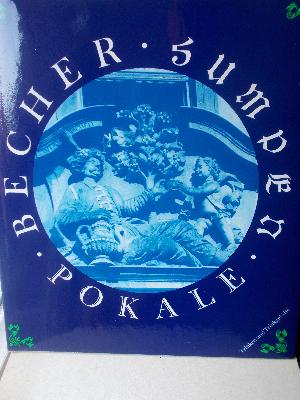 BECHER · HUMPEN · POKALE ·